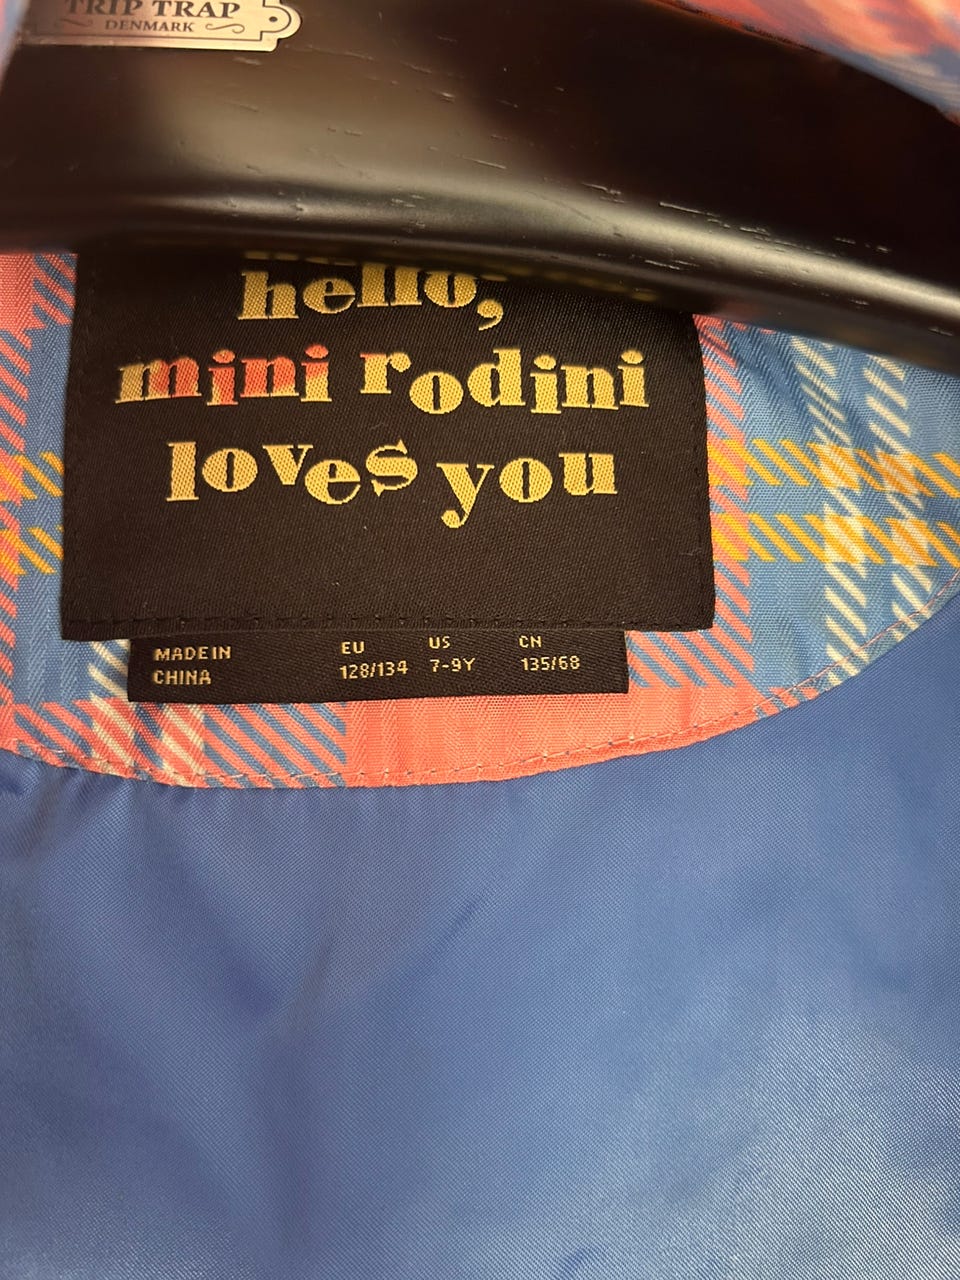 TRIP TRAP
DENMARK
hello,
mini rodini
loves you
MADE IN
CHINA
EU
128/134
US
7-9Y
CN
135/68